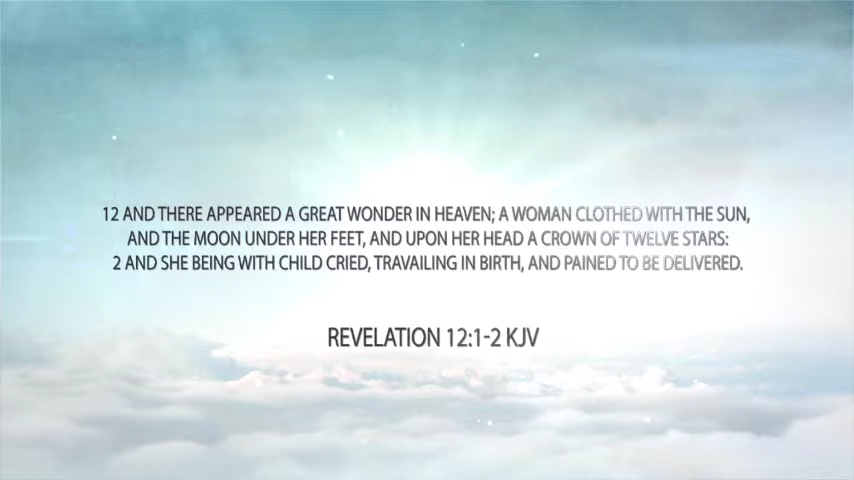 12 AND THERE APPEARED A GREAT WONDER IN HEAVEN; A WOMAN CLOTHED WITH THE SUN,
AND THE MOON UNDER HER FEET, AND UPON HER HEAD A CROWN OF TWELVE STARS:
2 AND SHE BEING WITH CHILD CRIED, TRAVAILING IN BIRTH, AND PAINED TO BE DELIVERED.
REVELATION 12:1-2 KJV